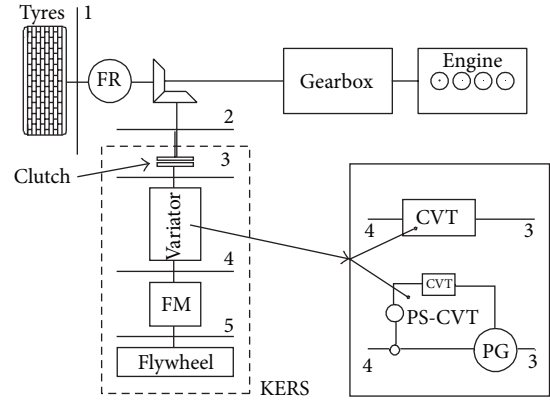 Tyres
1
FR
Gearbox
Engine
2
Clutch
3
Variator
4
FM
5
Flywheel
KERS
CVT
4
3
CVT
PS-CVT
PG
4
3